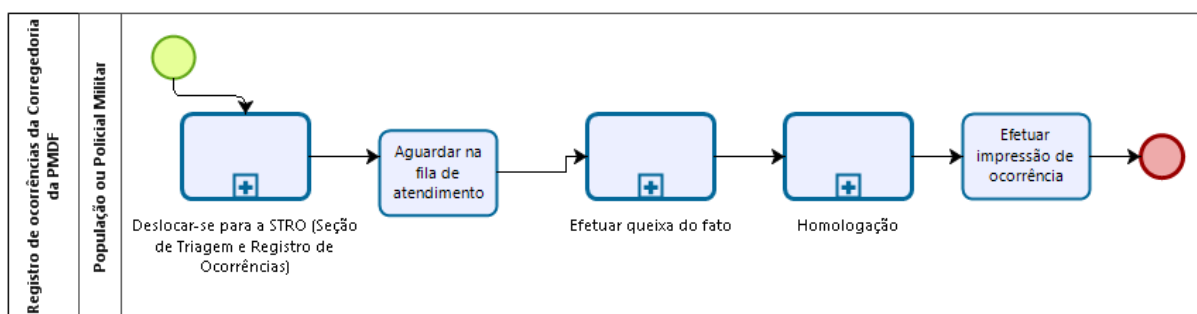 Registro de ocorrências da Corregedoria
da PMDF
População ou Policial Militar
Deslocar-se para a STRO (Seção
de Triagem e Registro de
Ocorrências)
Aguardar na
fila de
atendimento
Efetuar queixa do fato
Homologação
Efetuar
impressão de
ocorrência